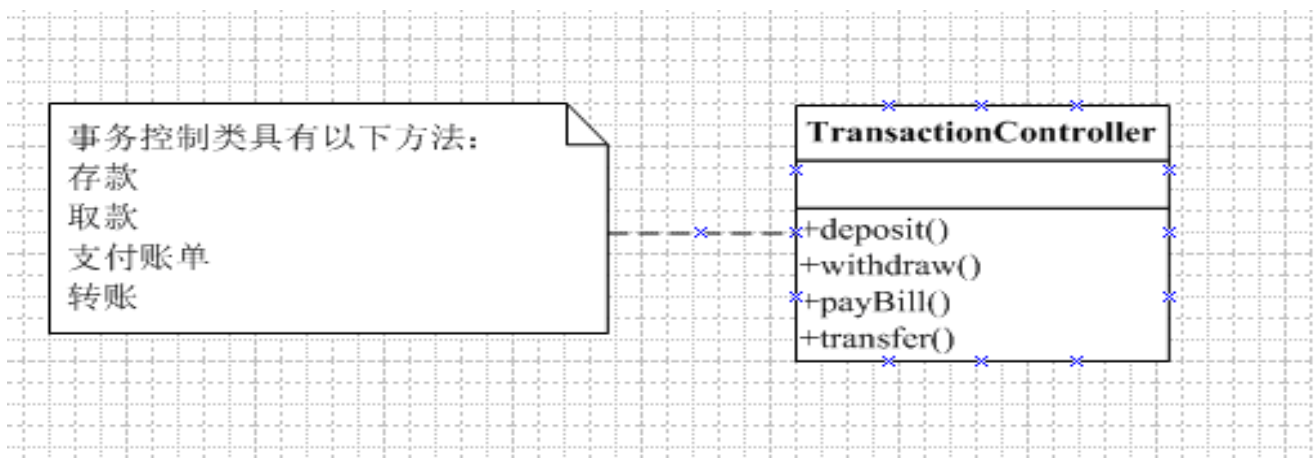 事务控制类具有以下方法：
存款
取款
支付账单
转账
TransactionController
+deposit()
+withdraw()
+payBill()
+transfer()